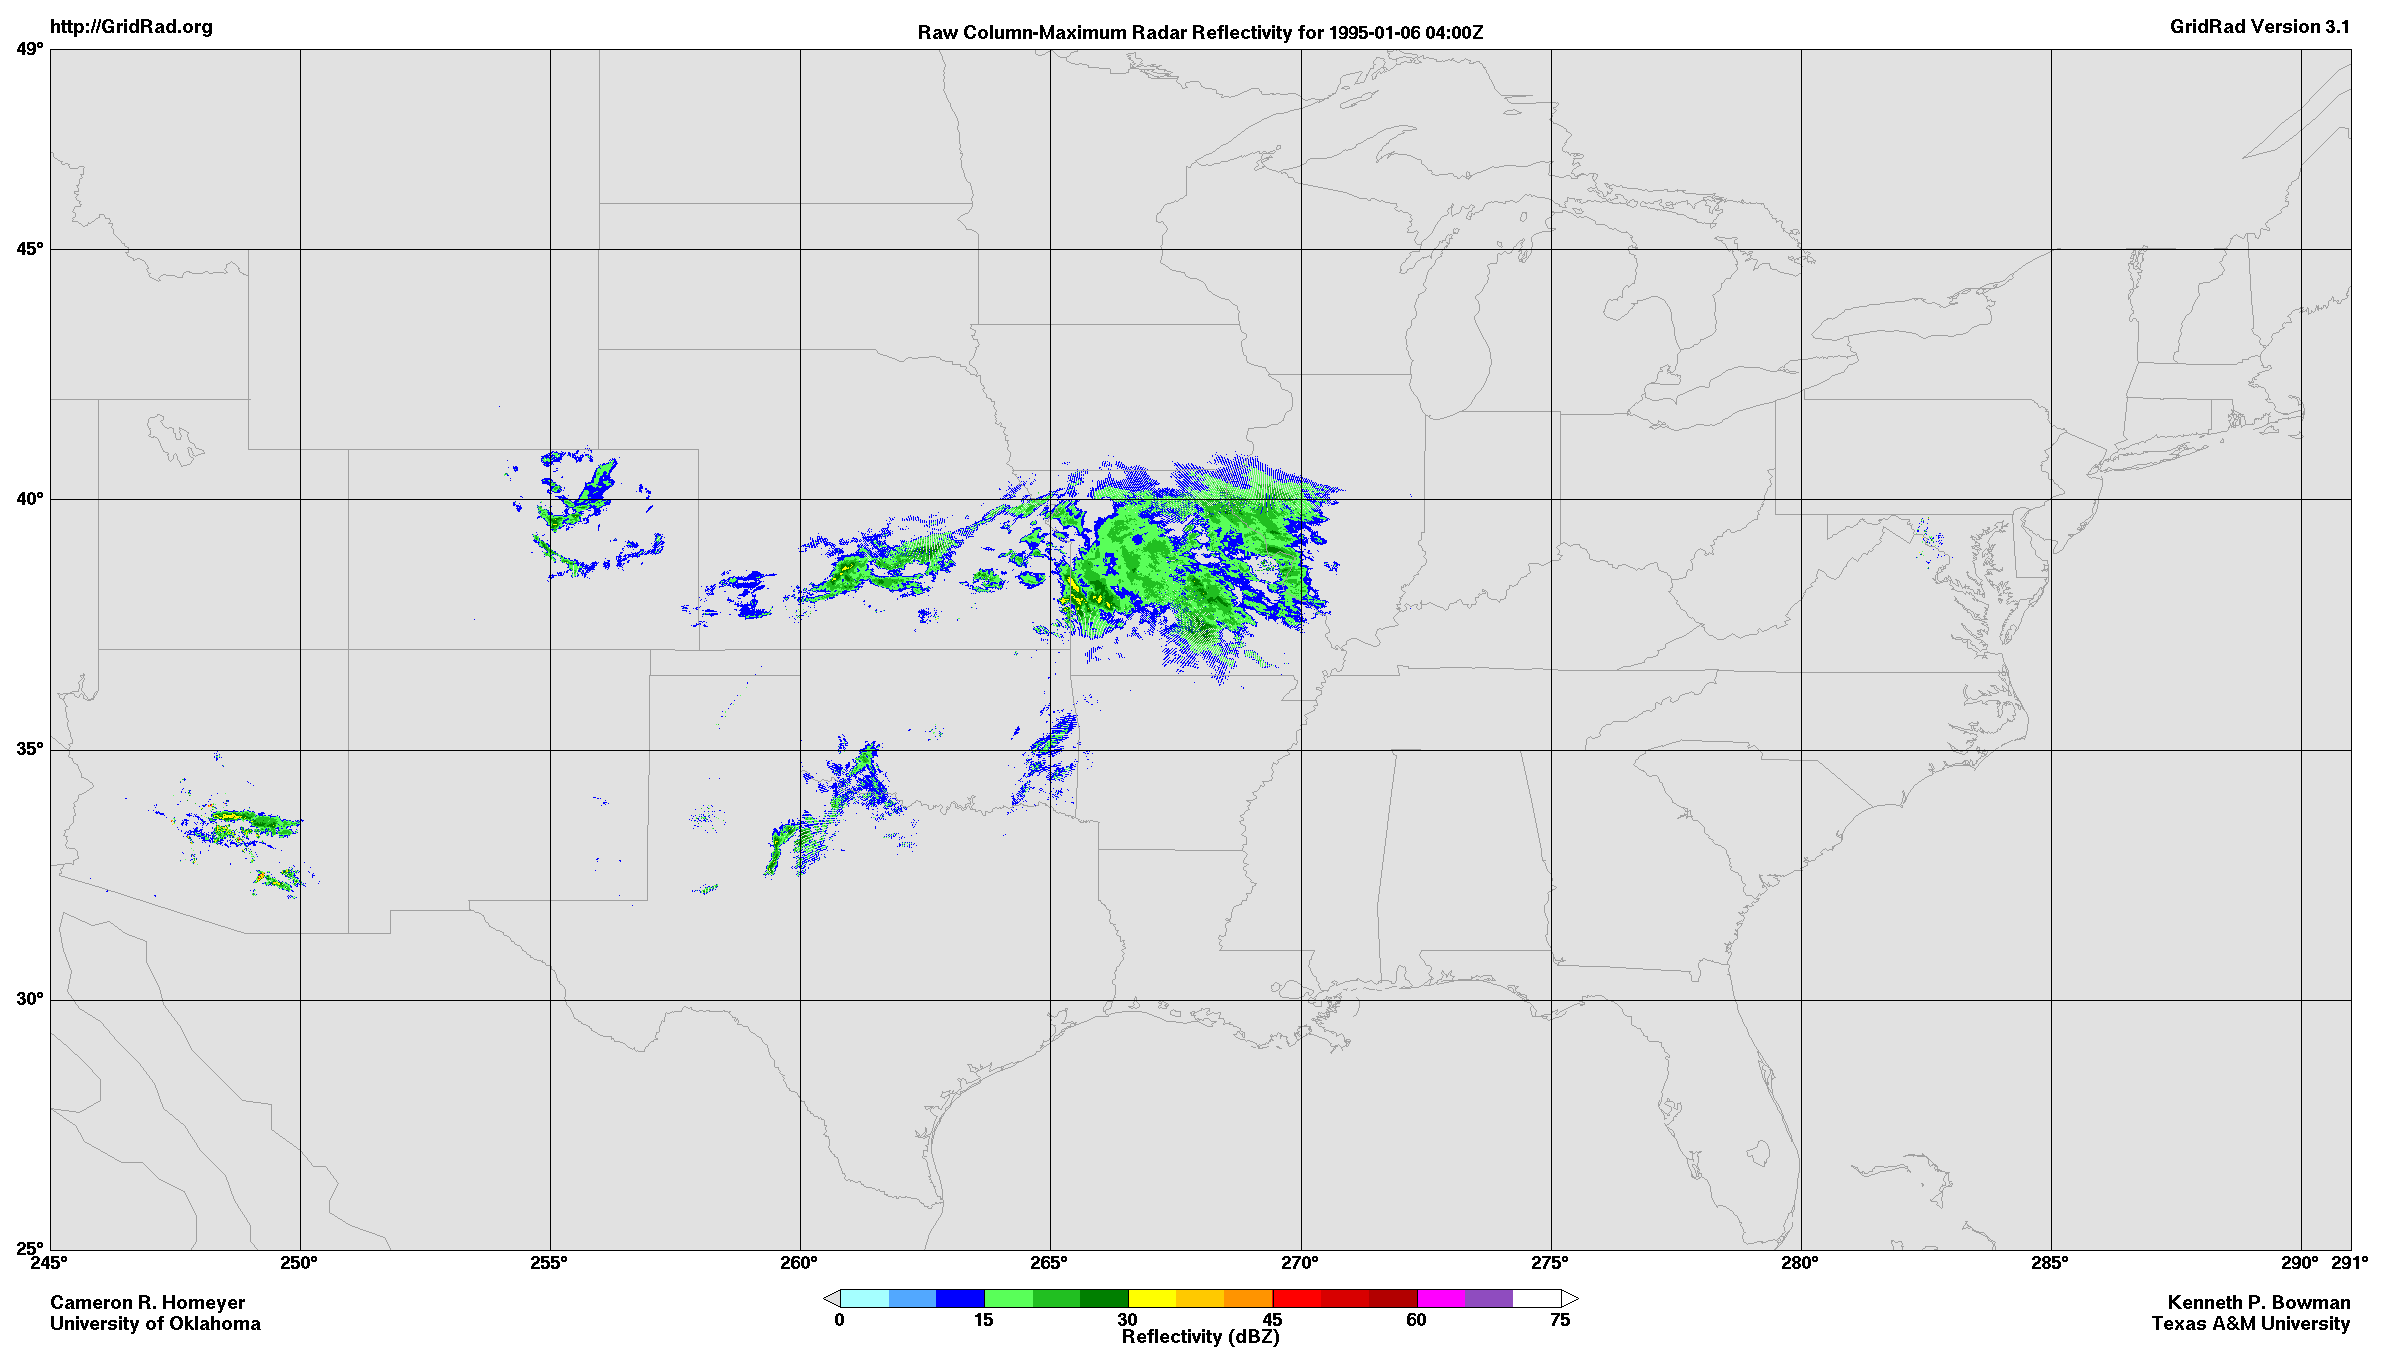 http://GridRad.org
Raw Column-Maximum Radar Reflectivity for 1995-01-06 04:00Z
GridRad Version 3.1
49°
45°
40°
35°
30°
25°
245° 250° 255° 260° 265° 270° 275° 280° 285° 290° 291°
0 15 30 45 60 75
Reflectivity (dBZ)
Cameron R. Homeyer
University of Oklahoma
Kenneth P. Bowman
Texas A&M University